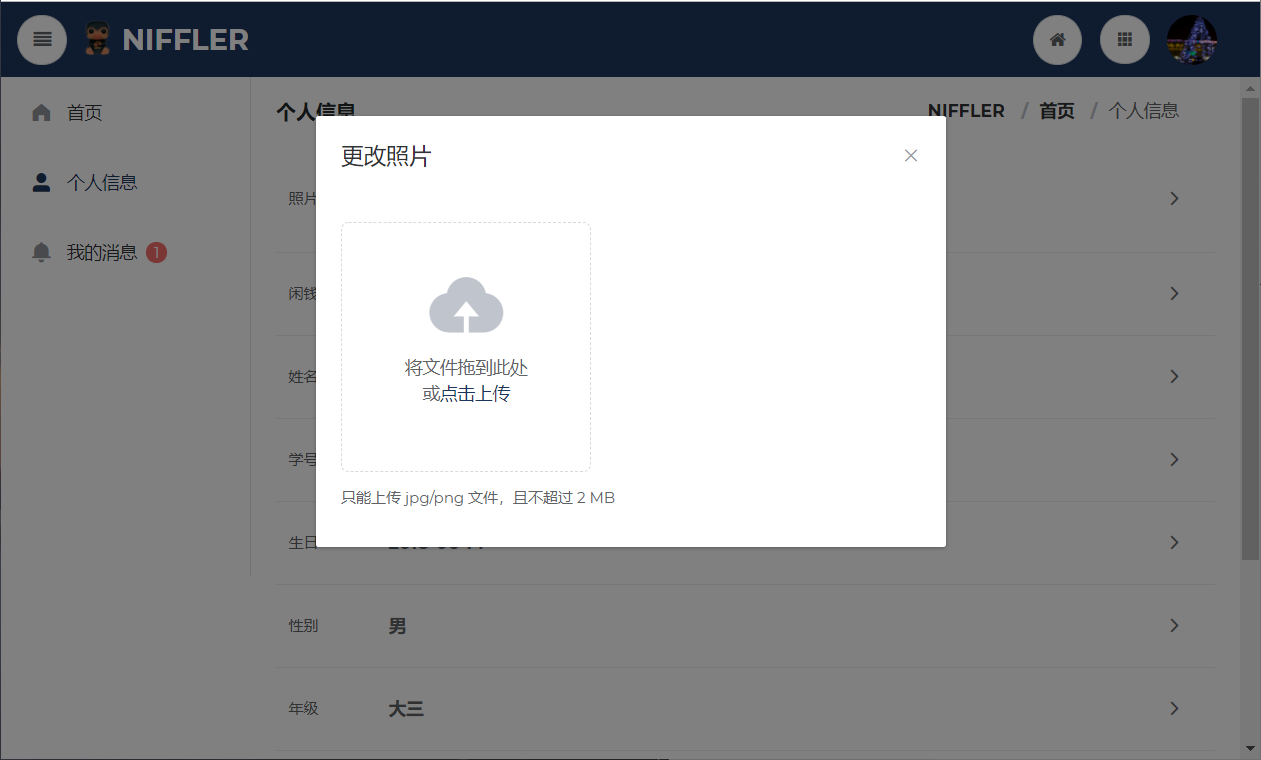 NIFFLER
首页
个人信息
我的消息 1
个人信息
NIFFLER / 首页 / 个人信息
更改照片
将文件拖到此处
或点击上传
只能上传 jpg/png 文件，且不超过 2 MB
照片
闲钱
姓名
学号
生日
性别 男
年级 大三